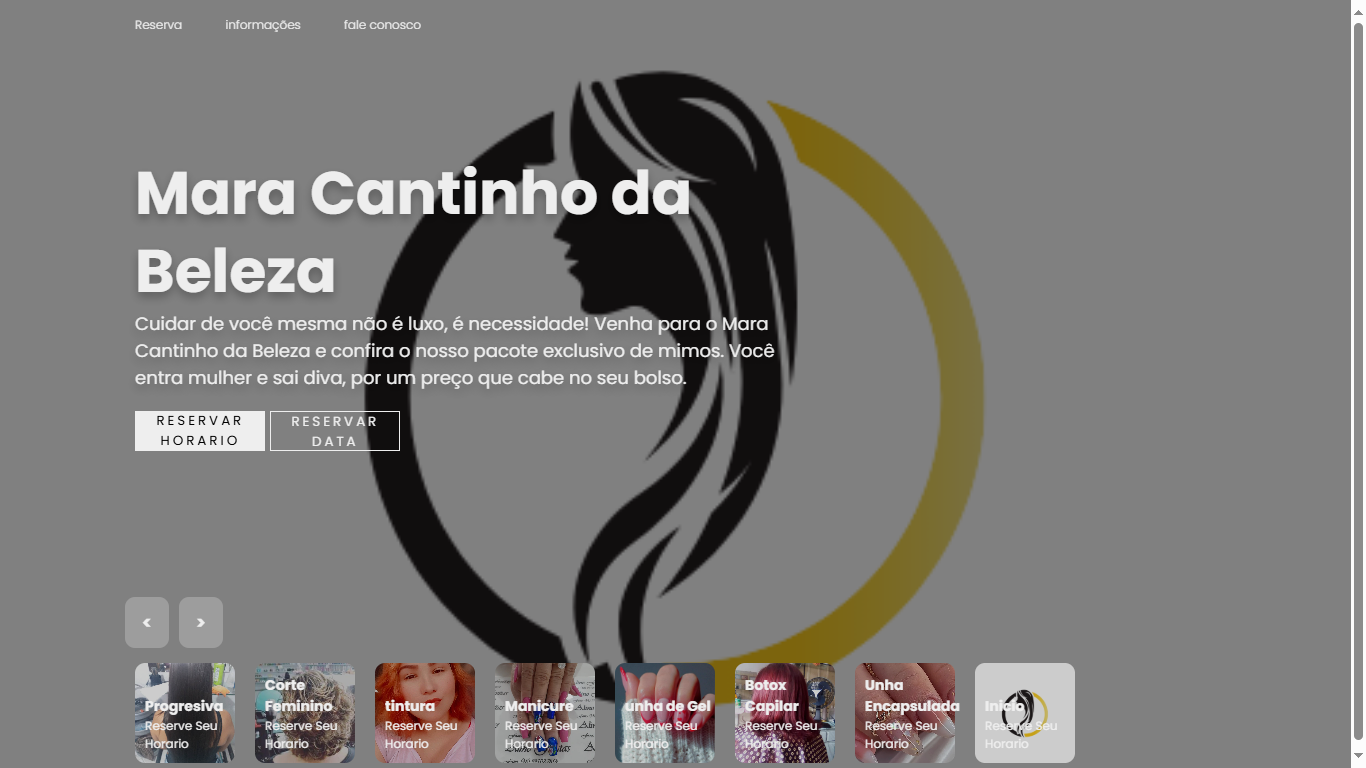 Reserva informações fale conosco
Mara Cantinho da
Beleza
Cuidar de você mesma não é luxo, é necessidade! Venha para o Mara
Cantinho da Beleza e confira o nosso pacote exclusivo de mimos. Você
entra mulher e sai diva, por um preço que cabe no seu bolso.
RESERVAR
HORARIO
RESERVAR
DATA
< >
Progresiva
Reserve Seu
Horario
Corte
Feminino
Reserve Seu
Horario
tintura
Reserve Seu
Horario
Manicure
Reserve Seu
Horario
unha de Gel
Reserve Seu
Horario
Botox
Capilar
Reserve Seu
Horario
Unha
Encapsulada
Reserve Seu
Horario
Inicio
Reserve Seu
Horario